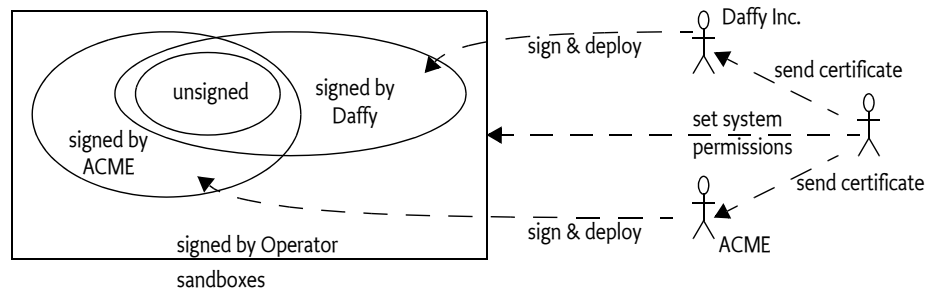 Daffy Inc.
sign & deploy
send certificate
unsigned
signed by
Daffy
set system
permissions
signed by
ACME
send certificate
sign & deploy
ACME
signed by Operator
sandboxes